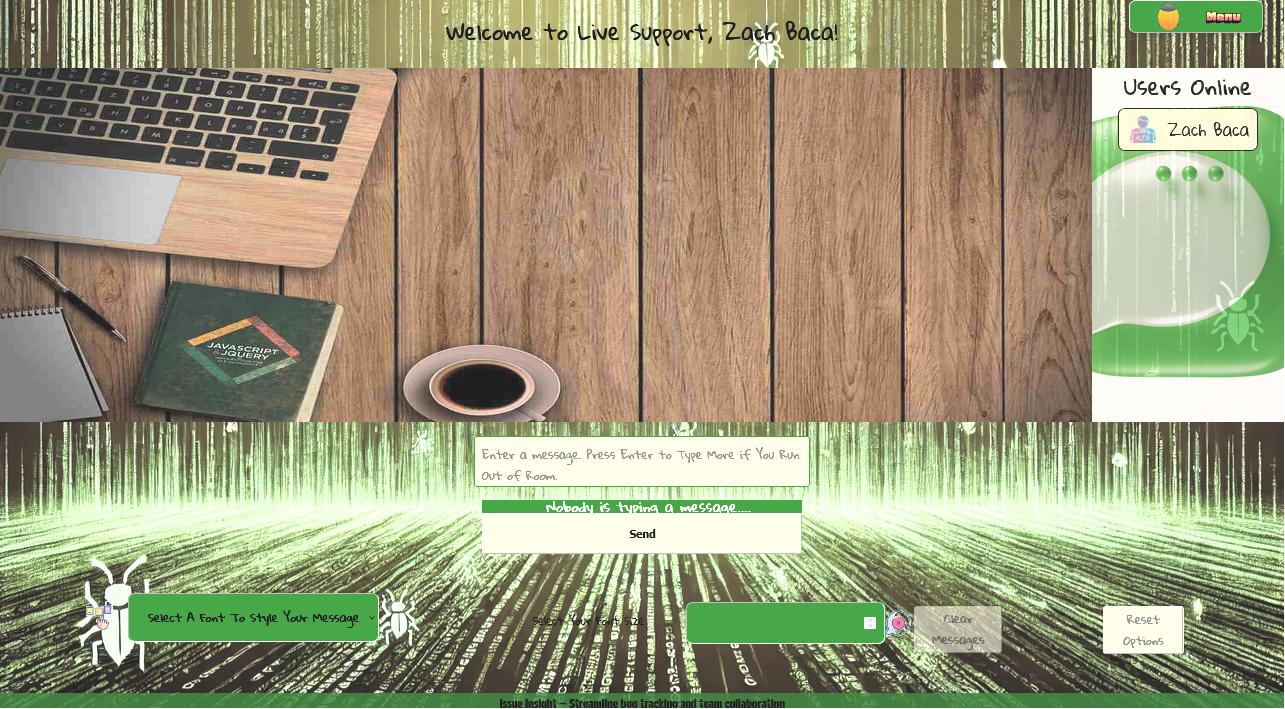 Welcome to Live Support, Zach Baca!
Menu
Users Online
Zach Baca
JAVASCRIPT
JQUERY
Enter a message. Press Enter to Type More if You Run
Out of Room.
Nobody is typing a message.....
Send
Select A Font To Style Your Message
Select Your Font Size
Clear
Messages
Reset
Options
Issue Insight – Streamline bug tracking and team collaboration